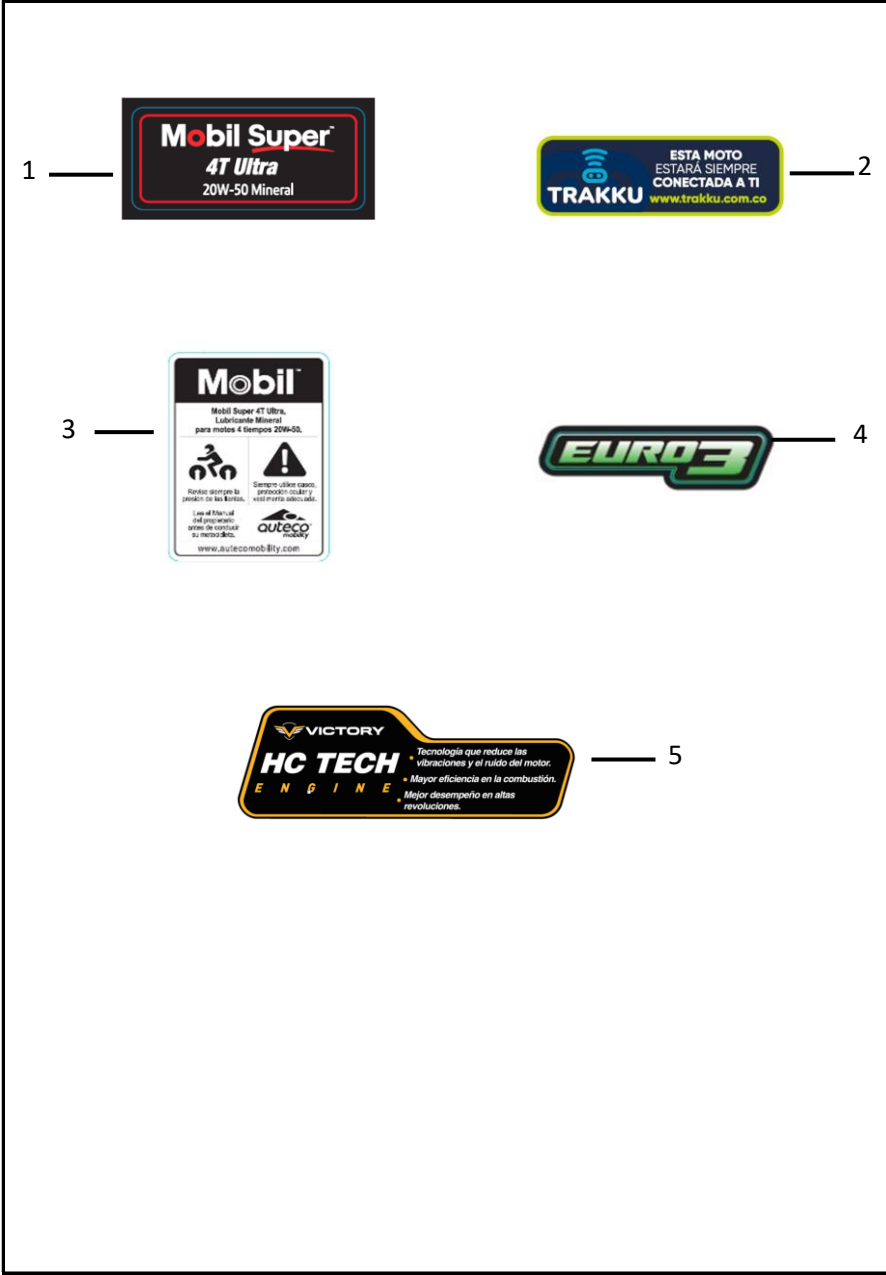 1
Mobil Super™
4T Ultra
20W-50 Mineral
2
TRAKKU
ESTA MOTO
ESTARÁ SIEMPRE
CONECTADA A TI
www.trakku.com.co
3
Mobil™
Mobil Super 4T Ultra,
Lubricante Mineral
para motos 4 tiempos 20W-50.
Revise siempre la
presión de las llantas.
Siempre utilice casco,
protección ocular y
vestimenta adecuada.
Lea el Manual
del propietario
antes de conducir
su motocicleta.
auteco
mobility
www.autecomobility.com
4
EURO3
5
VICTORY
HC TECH
ENGINE
• Tecnología que reduce las
vibraciones y el ruido del motor.
• Mayor eficiencia en la combustión.
• Mejor desempeño en altas
revoluciones.